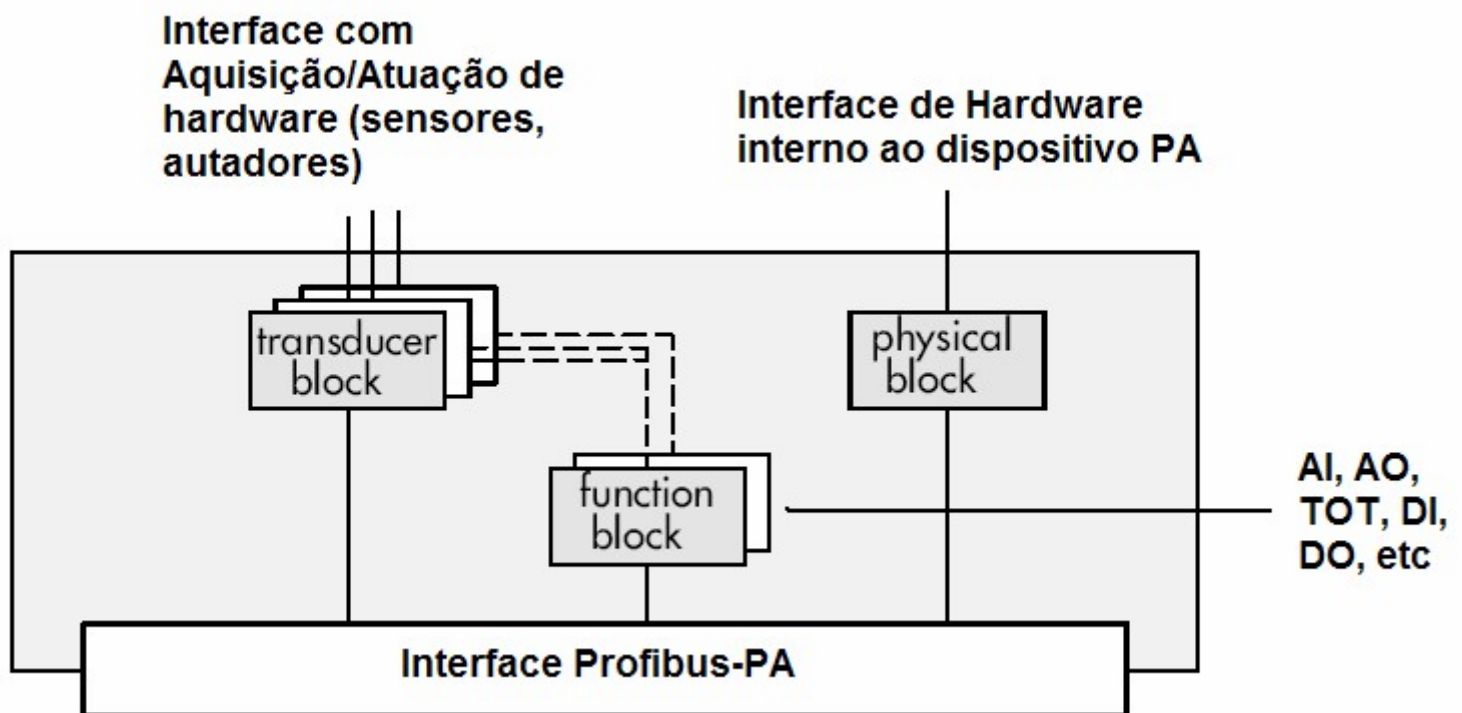 Interface com
Aquisição/Atuação de
hardware (sensores,
autadores)
Interface de Hardware
interno ao dispositivo PA
transducer
block
physical
block
function
block
AI, AO,
TOT, DI,
DO, etc
Interface Profibus-PA